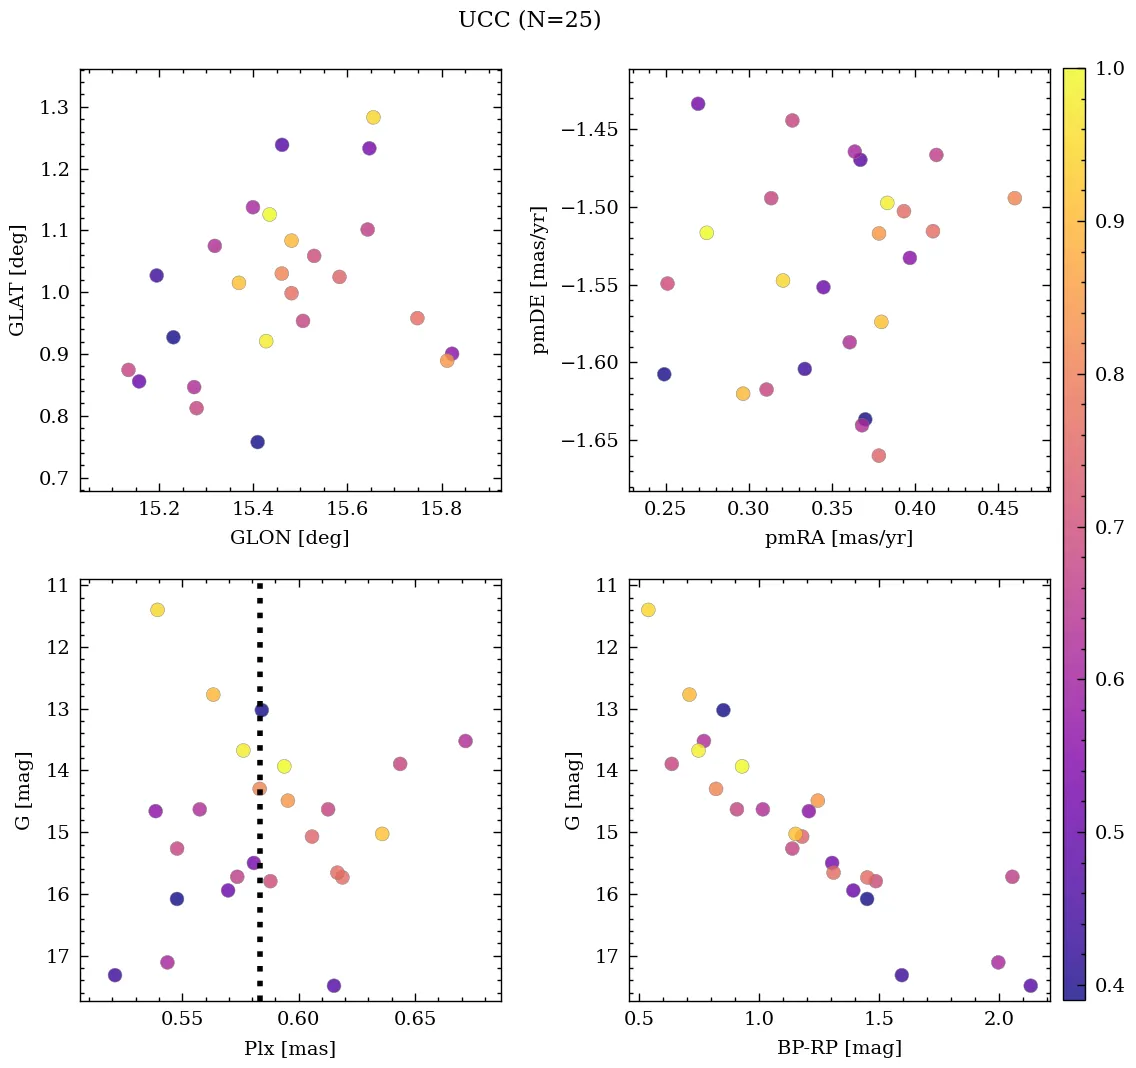 UCC (N=25)
1.3
1.2
1.1
1.0
0.9
0.8
0.7
GLAT [deg]
15.2 15.4 15.6 15.8
GLON [deg]
−1.45
−1.50
−1.55
−1.60
−1.65
pmDE [mas/yr]
0.25 0.30 0.35 0.40 0.45
pmRA [mas/yr]
11
12
13
14
15
16
17
G [mag]
0.55 0.60 0.65
Plx [mas]
11
12
13
14
15
16
17
G [mag]
0.5 1.0 1.5 2.0
BP-RP [mag]
1.0
0.9
0.8
0.7
0.6
0.5
0.4